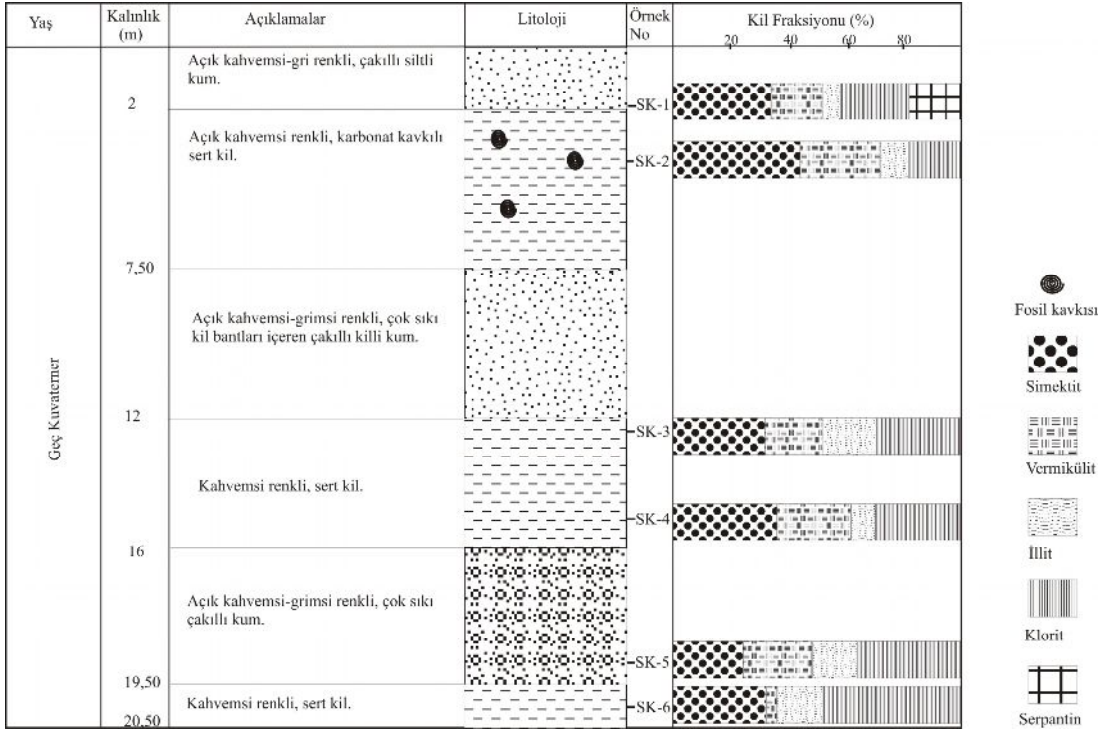 Yaş
Kalınlık
(m)
Açıklamalar
Litoloji
Örnek
No
Kil Fraksiyonu (%)
20
40
60
80
Açık kahvemsi-gri renkli, çakıllı siltli
kum.
2
SK-1
Açık kahvemsi renkli, karbonat kavkılı
sert kil.
SK-2
7,50
Açık kahvemsi-grimsi renkli, çok sıkı
kil bantları içeren çakıllı killi kum.
12
SK-3
Geç Kuvaterner
Kahvemsi renkli, sert kil.
SK-4
16
Açık kahvemsi-grimsi renkli, çok sıkı
çakıllı kum.
SK-5
19,50
Kahvemsi renkli, sert kil.
SK-6
20,50
Fosil kavkısı
Simektit
Vermikülit
İllit
Klorit
Serpantin